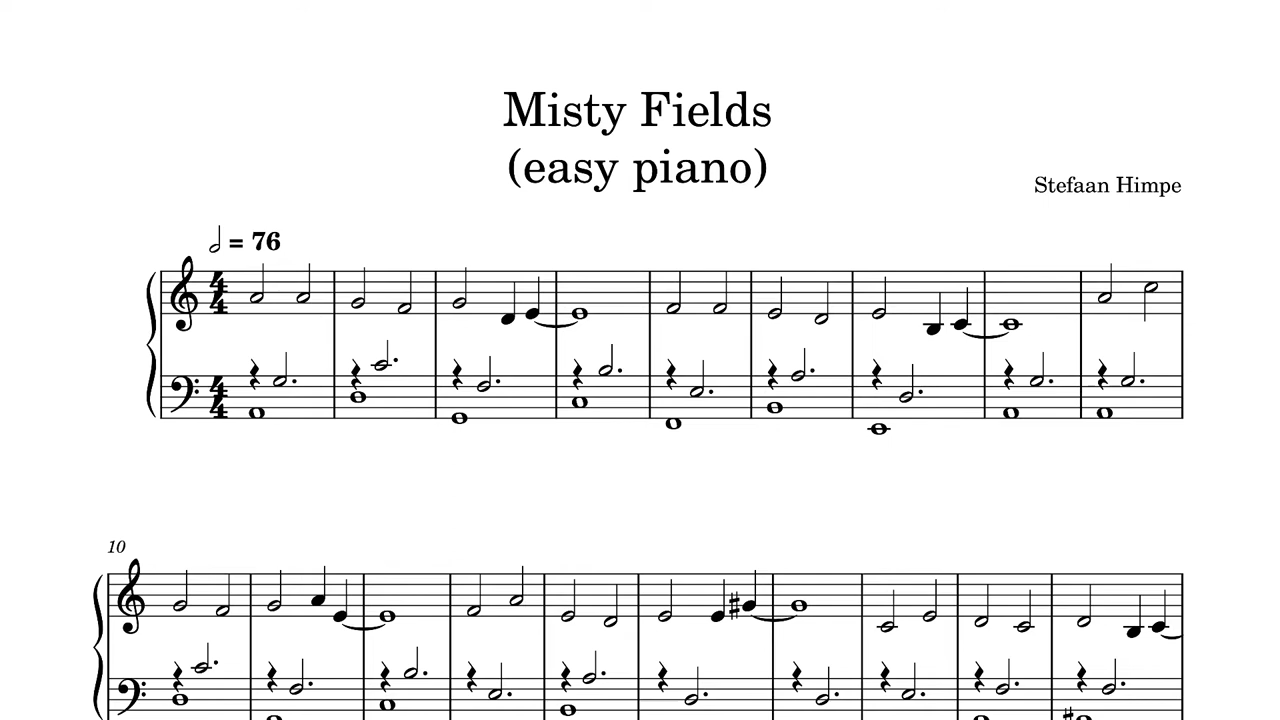 Misty Fields
(easy piano)
Stefaan Himpe
𝅗𝅥 = 76
10